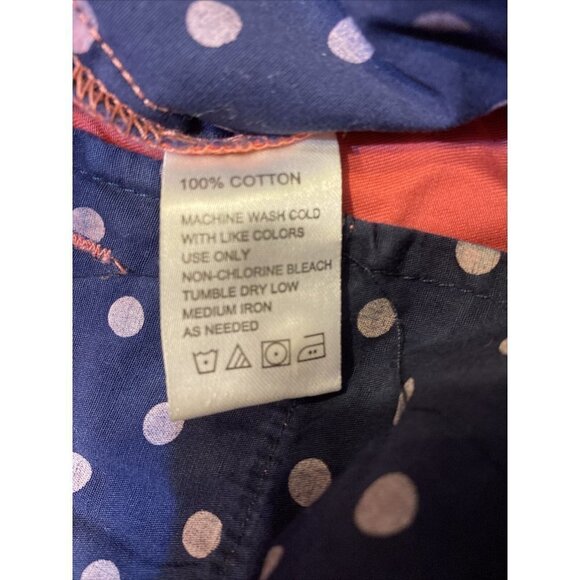 100% COTTON
MACHINE WASH COLD
WITH LIKE COLORS
USE ONLY
NON-CHLORINE BLEACH
TUMBLE DRY LOW
MEDIUM IRON
AS NEEDED